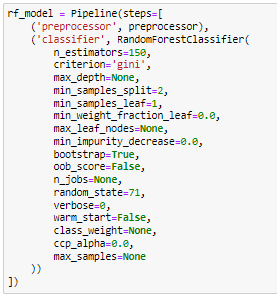 rf_model = Pipeline(steps=[
    ('preprocessor', preprocessor),
    ('classifier', RandomForestClassifier(
        n_estimators=150,
        criterion='gini',
        max_depth=None,
        min_samples_split=2,
        min_samples_leaf=1,
        min_weight_fraction_leaf=0.0,
        max_leaf_nodes=None,
        min_impurity_decrease=0.0,
        bootstrap=True,
        oob_score=False,
        n_jobs=None,
        random_state=71,
        verbose=0,
        warm_start=False,
        class_weight=None,
        ccp_alpha=0.0,
        max_samples=None
    ))
])